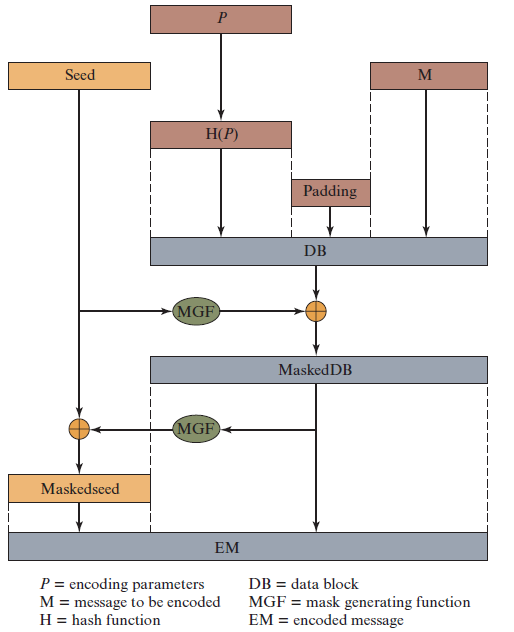 P
Seed
M
H(P)
Padding
DB
MGF
MaskedDB
MGF
Maskedseed
EM
P = encoding parameters
M = message to be encoded
H = hash function
DB = data block
MGF = mask generating function
EM = encoded message